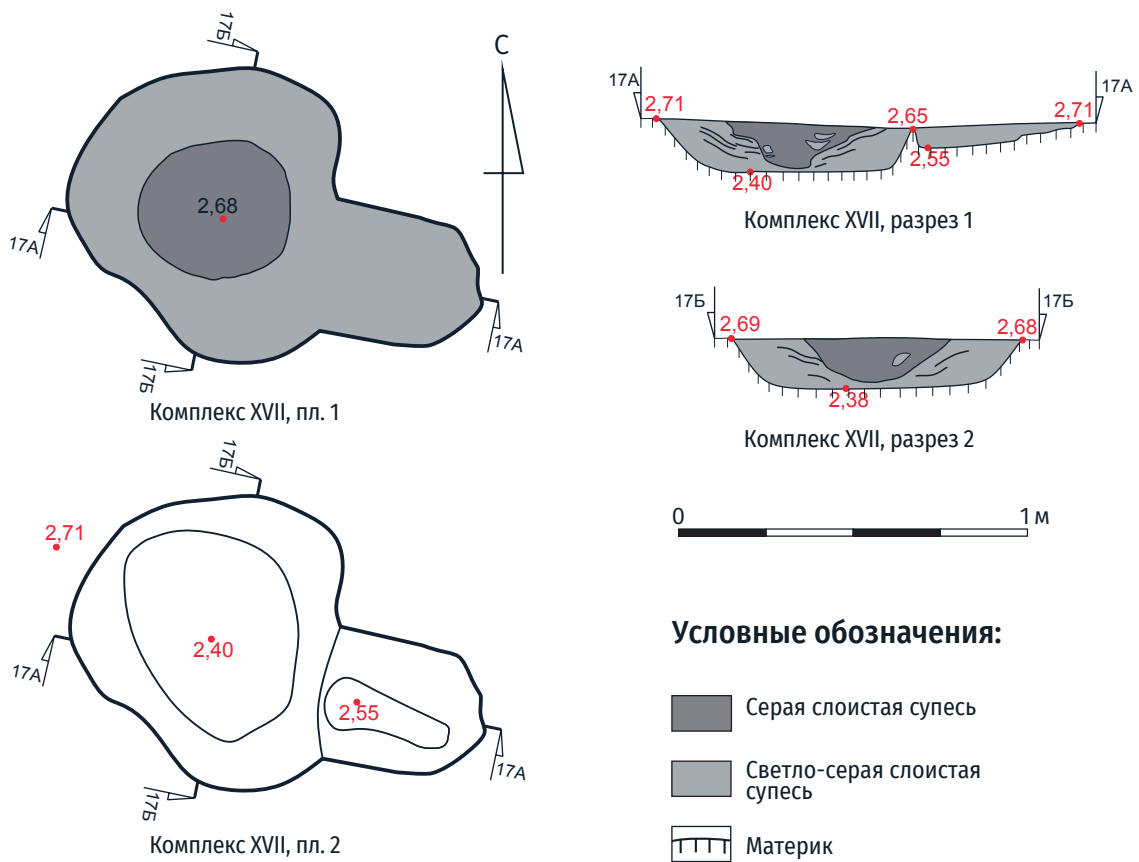 17Б
17Б
С
2,68
17А
17А
17Б
Комплекс XVII, пл. 1
17А
17А
2,71
2,65
2,71
2,55
2,40
Комплекс XVII, разрез 1
17Б
17Б
2,69
2,68
2,38
Комплекс XVII, разрез 2
17Б
2,71
2,40
2,55
17А
17А
17Б
Комплекс XVII, пл. 2
0
1 м
Условные обозначения:
Серая слоистая супесь
Светло-серая слоистая
супесь
Материк